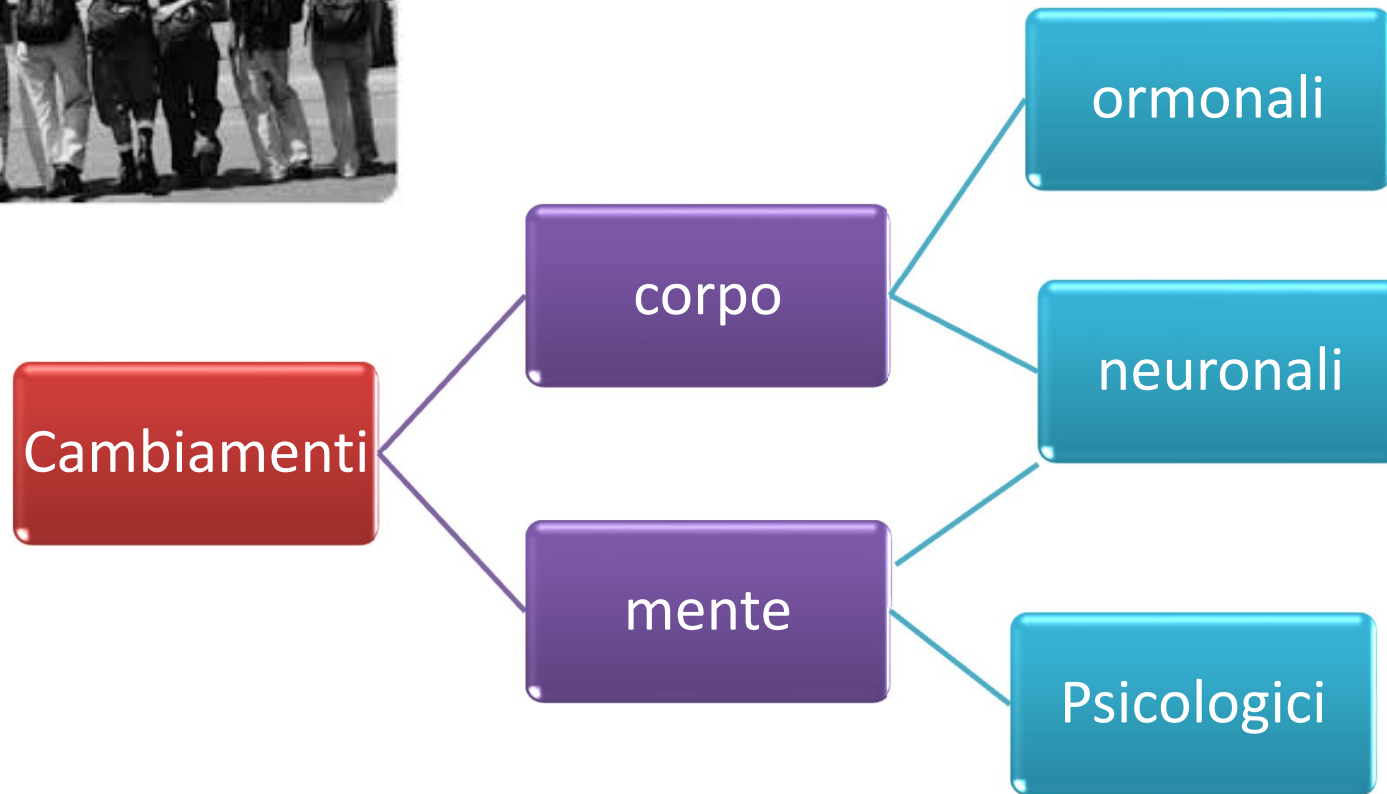 ormonali
corpo
neuronali
Cambiamenti
mente
Psicologici